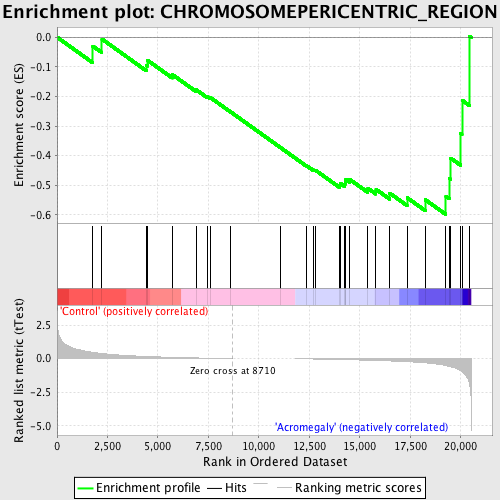 Enrichment plot: CHROMOSOMEPERICENTRIC_REGION
Enrichment score (ES)
0.0
-0.1
-0.2
-0.3
-0.4
-0.5
-0.6
'Control' (positively correlated)
Ranked list metric (tTest)
2.5
0.0
-2.5
-5.0
Zero cross at 8710
'Acromegaly' (negatively correlated)
0 2,500 5,000 7,500 10,000 12,500 15,000 17,500 20,000
Rank in Ordered Dataset
Enrichment profile Hits Ranking metric scores